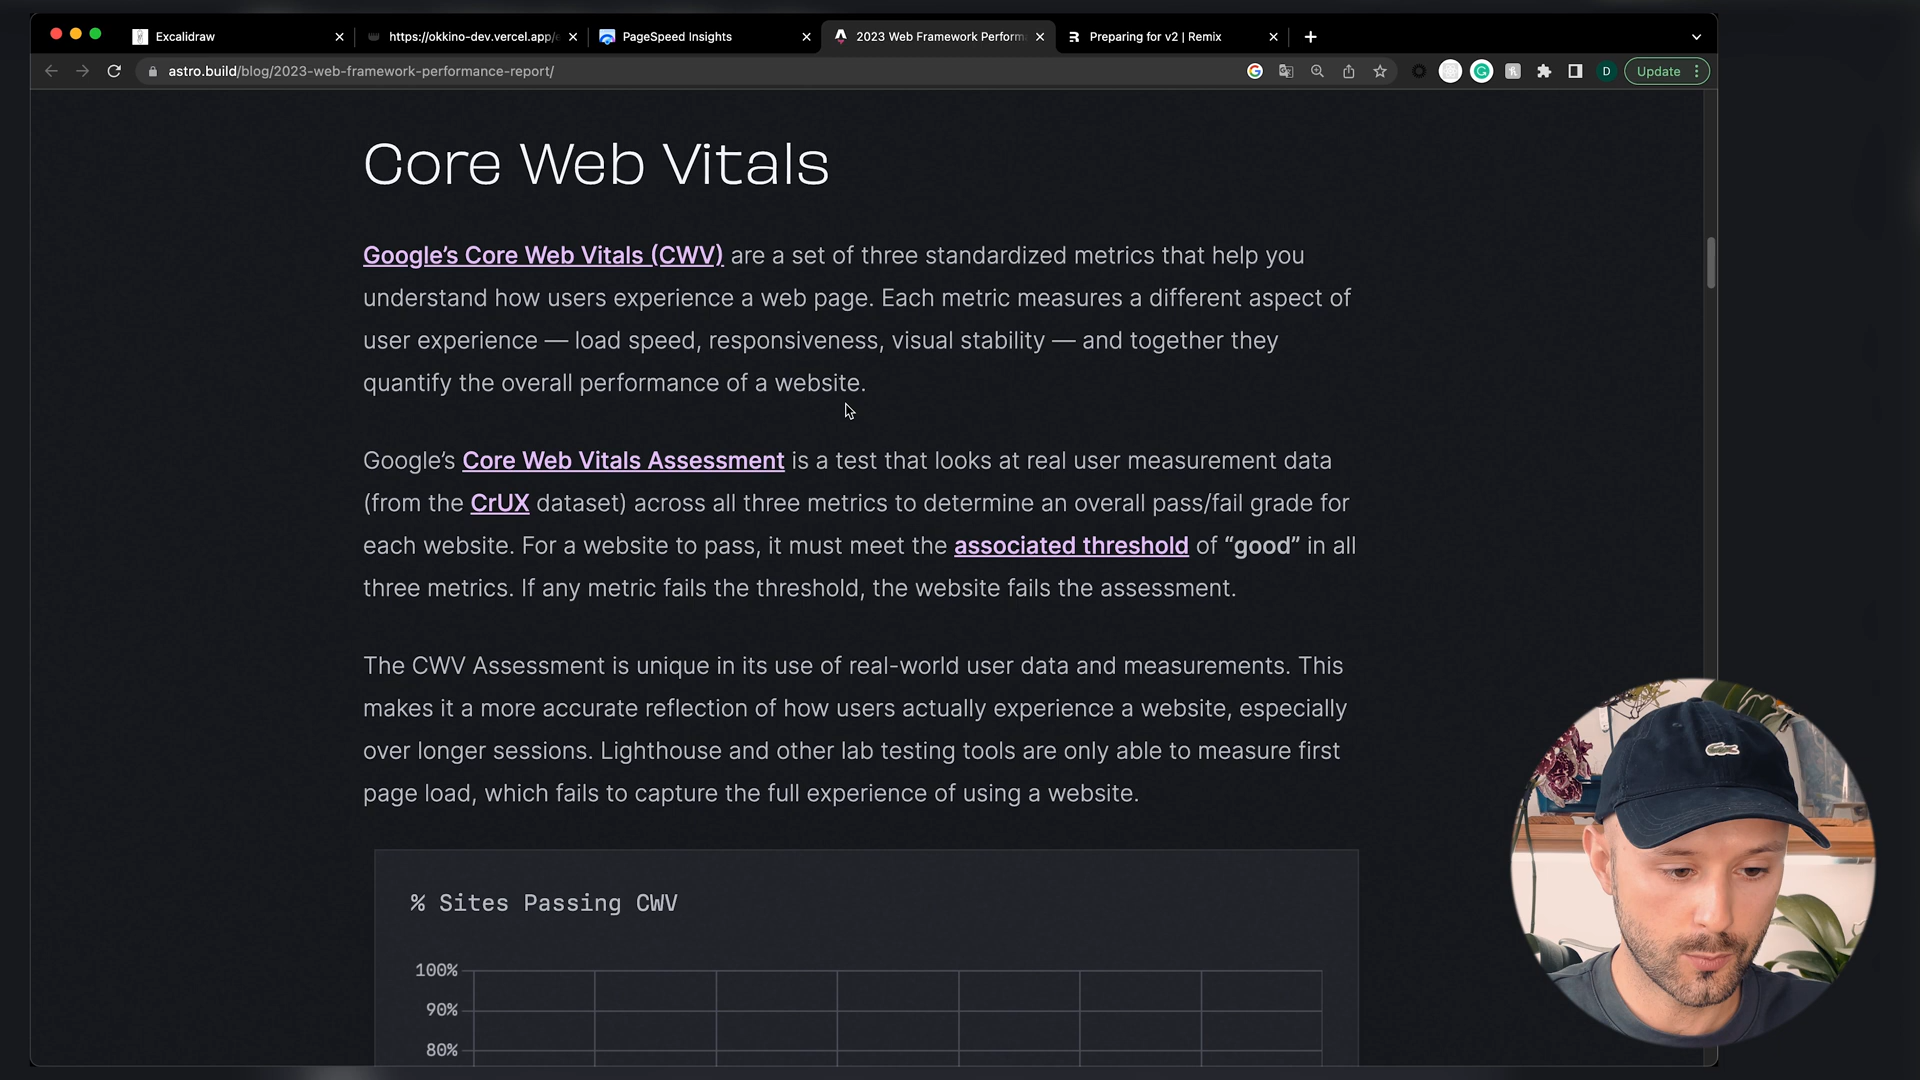 Excalidraw
https://okkino-dev.vercel.app/
PageSpeed Insights
2023 Web Framework Perform
Preparing for v2 | Remix
astro.build/blog/2023-web-framework-performance-report/
D
Update
Core Web Vitals
Google’s Core Web Vitals (CWV) are a set of three standardized metrics that help you
understand how users experience a web page. Each metric measures a different aspect of
user experience — load speed, responsiveness, visual stability — and together they
quantify the overall performance of a website.
Google’s Core Web Vitals Assessment is a test that looks at real user measurement data
(from the CrUX dataset) across all three metrics to determine an overall pass/fail grade for
each website. For a website to pass, it must meet the associated threshold of “good” in all
three metrics. If any metric fails the threshold, the website fails the assessment.
The CWV Assessment is unique in its use of real-world user data and measurements. This
makes it a more accurate reflection of how users actually experience a website, especially
over longer sessions. Lighthouse and other lab testing tools are only able to measure first
page load, which fails to capture the full experience of using a website.
% Sites Passing CWV
100%
90%
80%